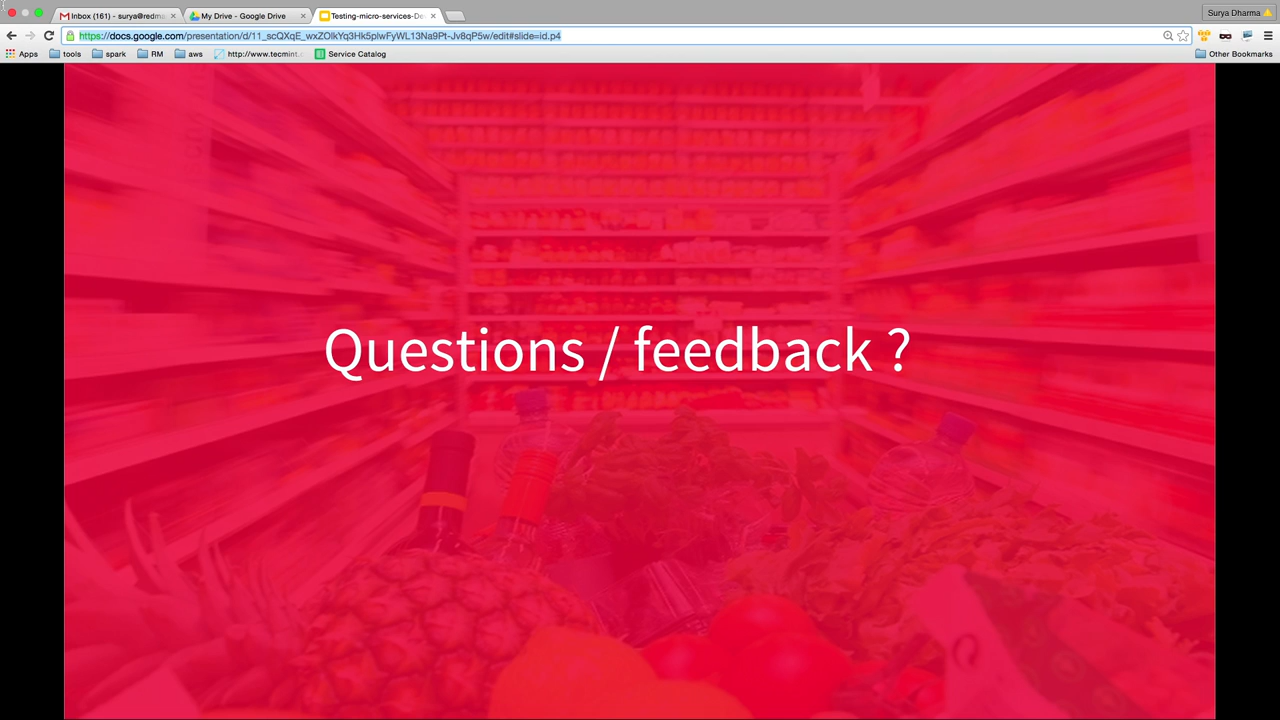 Inbox (161) - surya@redma
My Drive - Google Drive
Testing-micro-services-De
Surya Dharma
https://docs.google.com/presentation/d/11_scQXqE_wxZOlkYq3Hk5plwFyWL13Na9Pt-Jv8qP5w/edit#slide=id.p4
Apps
tools
spark
RM
aws
http://www.tecmint.
Service Catalog
Other Bookmarks
Questions / feedback ?